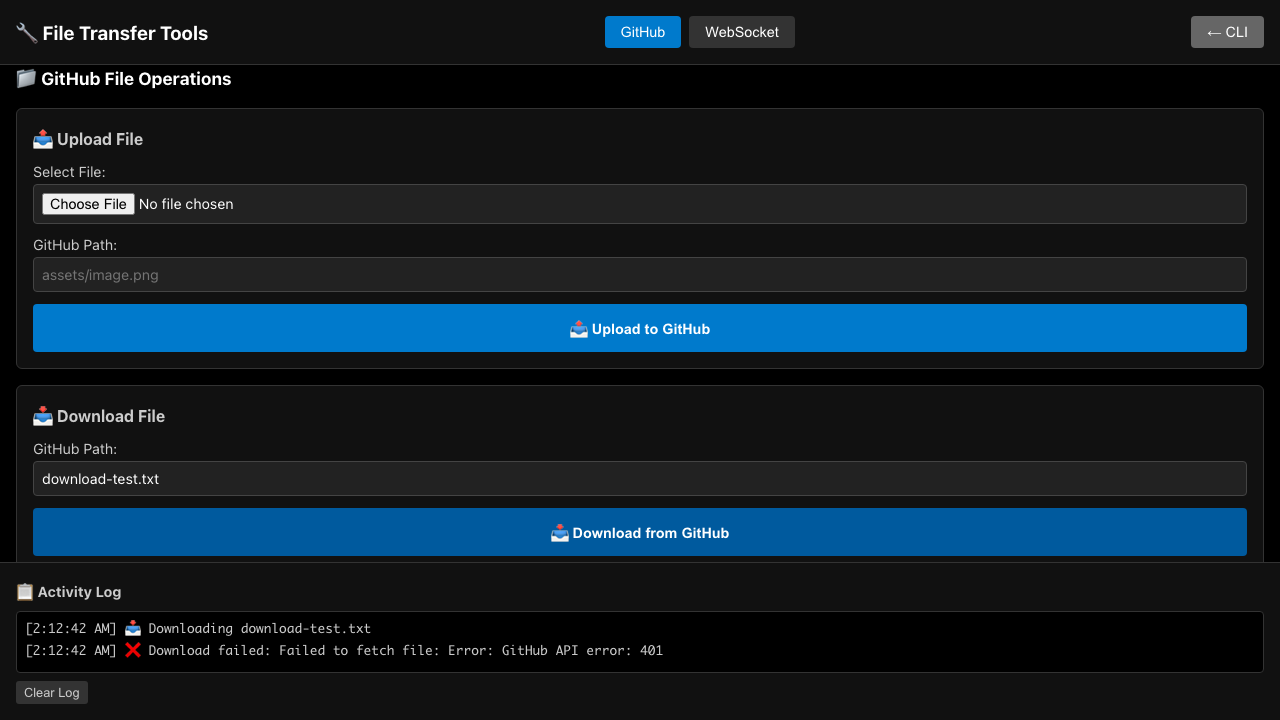 🔧 File Transfer Tools
GitHub
WebSocket
← CLI
📁 GitHub File Operations
📤 Upload File
Select File:
Choose File No file chosen
GitHub Path:
assets/image.png
📤 Upload to GitHub
📤 Download File
GitHub Path:
download-test.txt
📤 Download from GitHub
📋 Activity Log
[2:12:42 AM] 📤 Downloading download-test.txt
[2:12:42 AM] ❌ Download failed: Failed to fetch file: Error: GitHub API error: 401
Clear Log